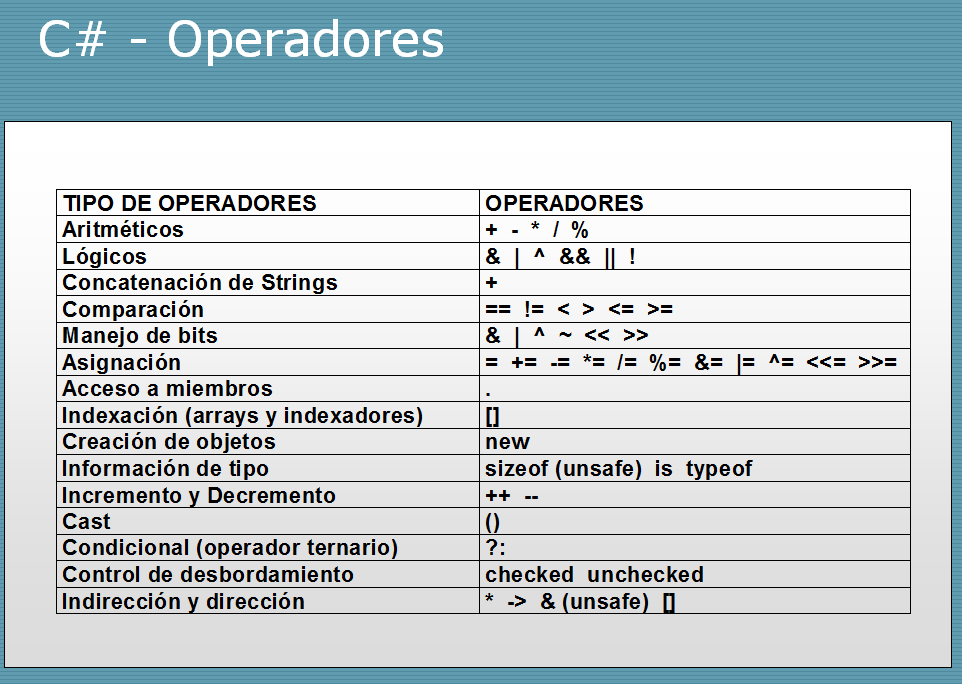 C# - Operadores
TIPO DE OPERADORES OPERADORES
Aritméticos + - * / %
Lógicos & | ^ && || !
Concatenación de Strings +
Comparación == != < > <= >=
Manejo de bits & | ^ ~ << >>
Asignación = += -= *= /= %= &= |= ^= <<= >>=
Acceso a miembros .
Indexación (arrays y indexadores) []
Creación de objetos new
Información de tipo sizeof (unsafe) is typeof
Incremento y Decremento ++ --
Cast ()
Condicional (operador ternario) ?:
Control de desbordamiento checked unchecked
Indirección y dirección * -> & (unsafe) []